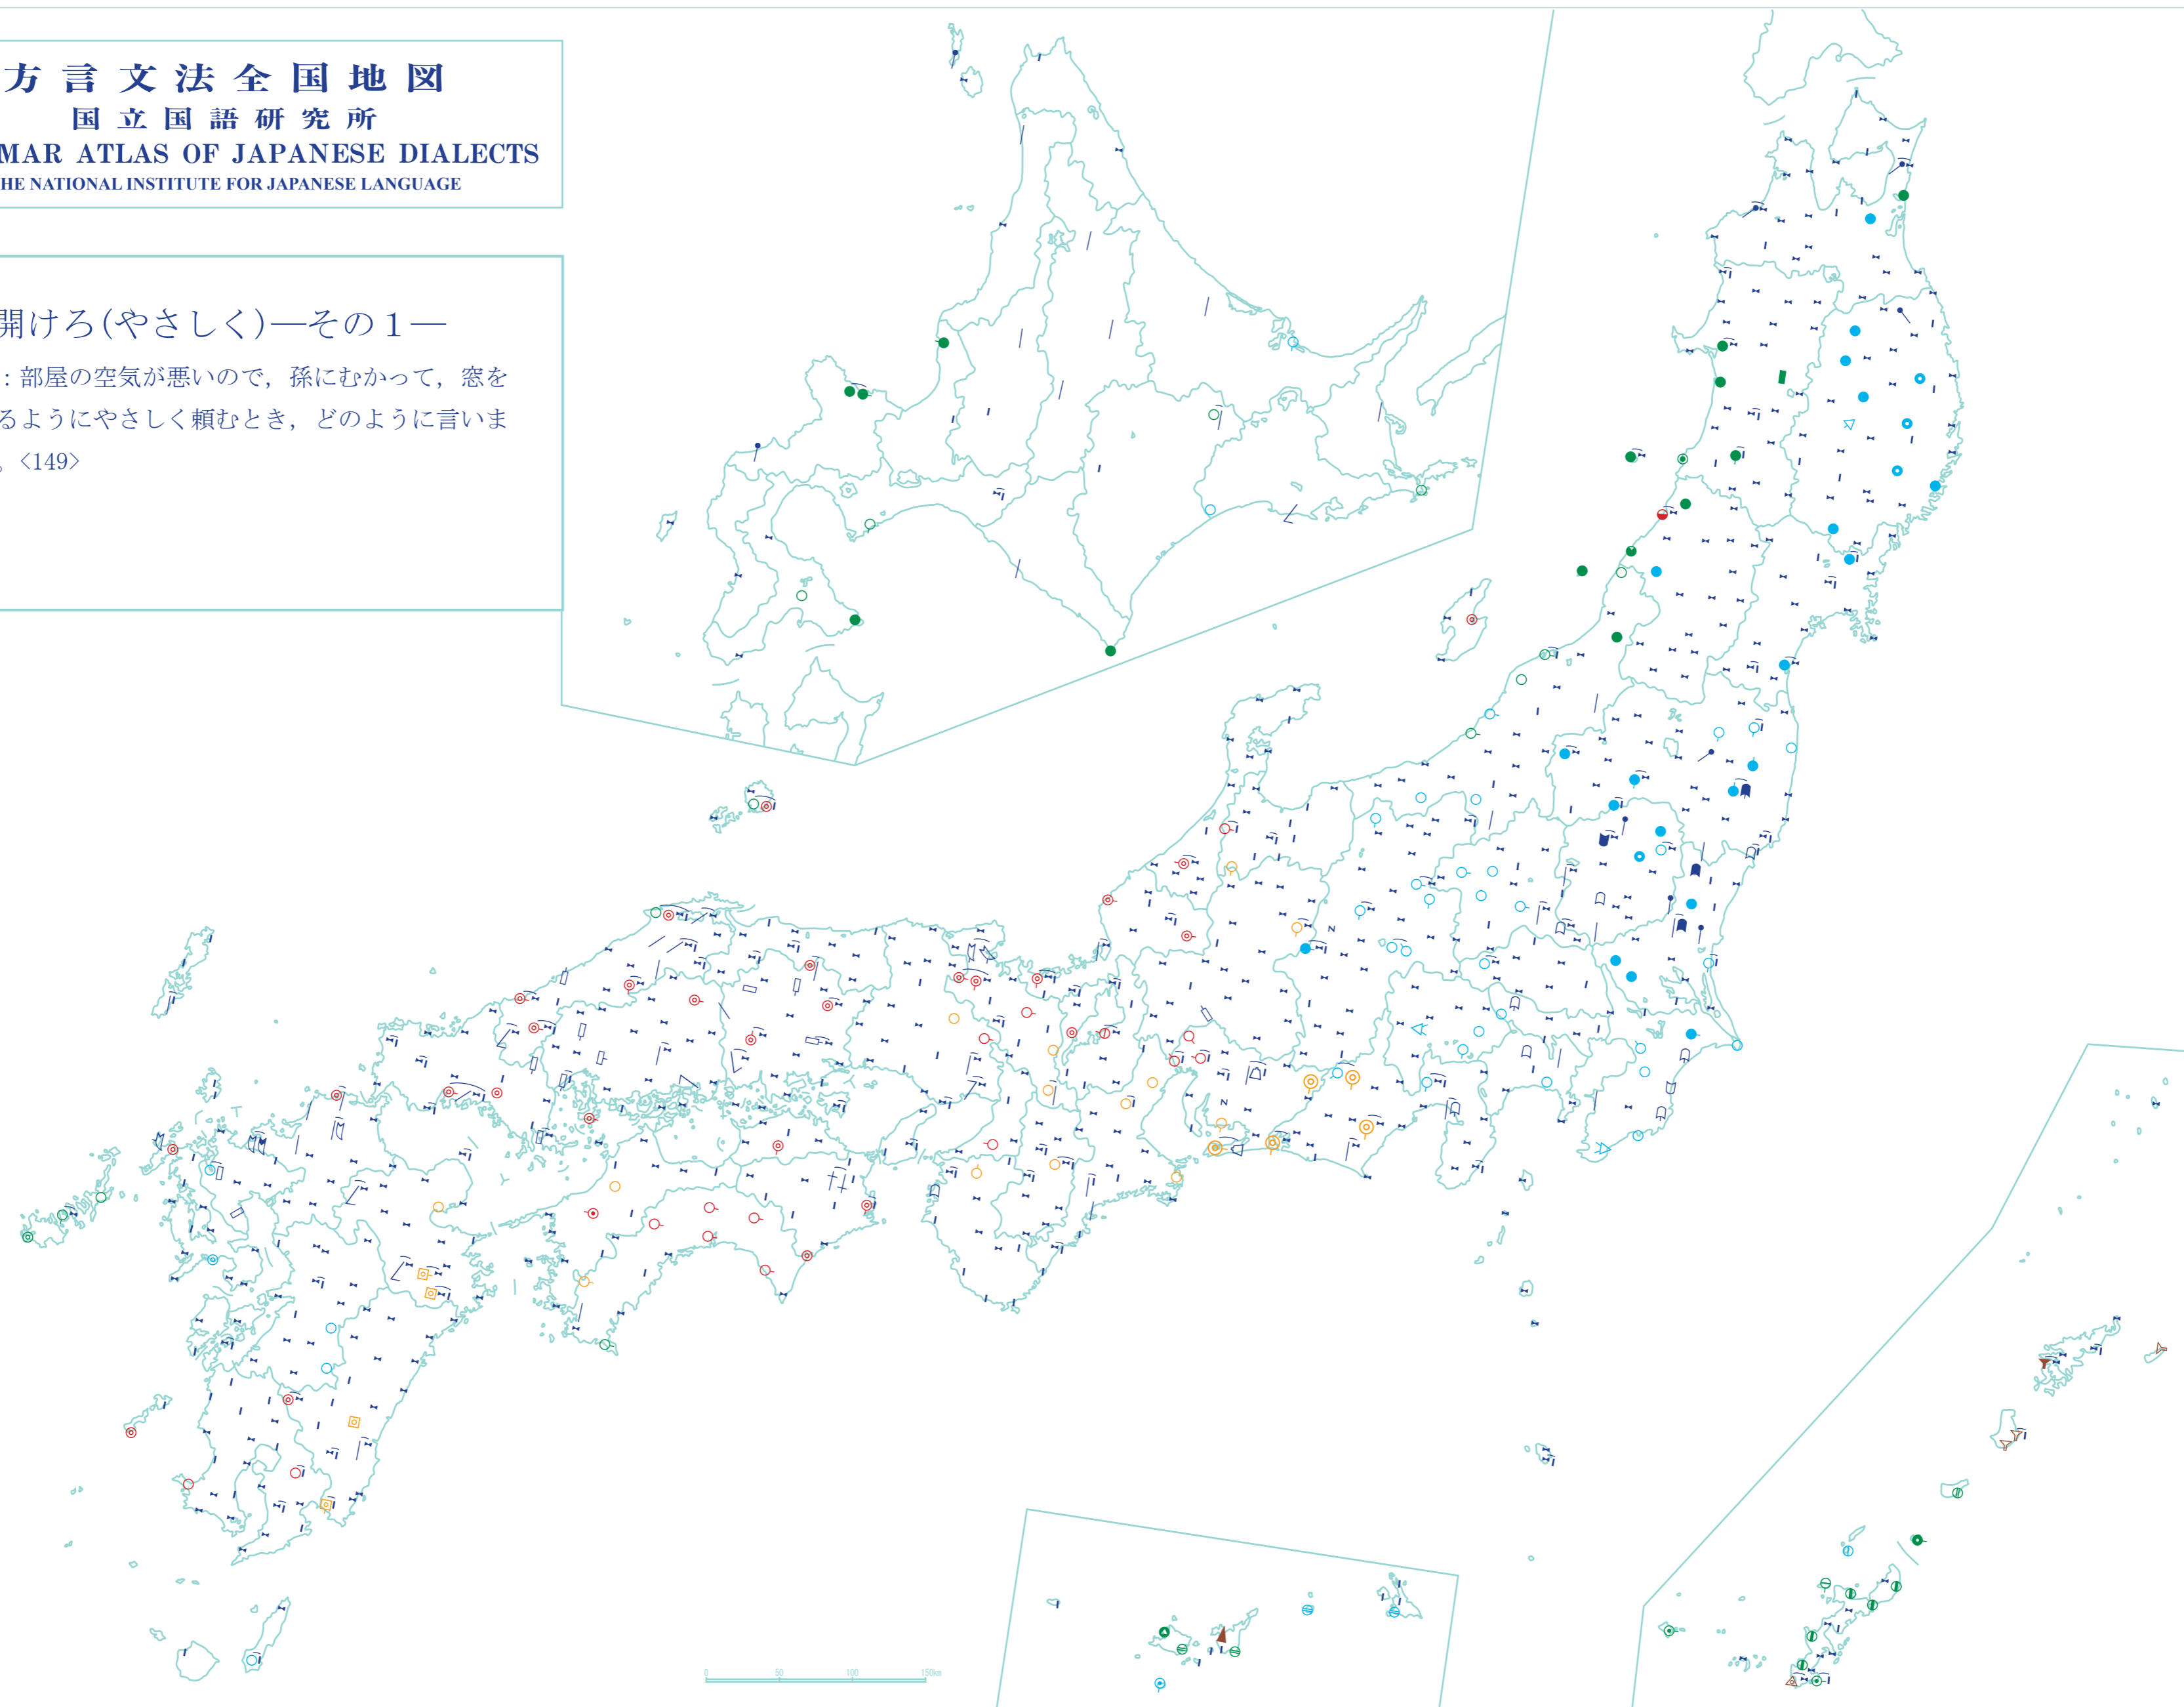 方言文法全国地図
国立国語研究所
MAR ATLAS OF JAPANESE DIALECTS
HE NATIONAL INSTITUTE FOR JAPANESE LANGUAGE
開けろ(やさしく)―その1―
：部屋の空気が悪いので，孫にむかって，窓を
るようにやさしく頼むとき，どのように言いま
。<149>
0 50 100 150km